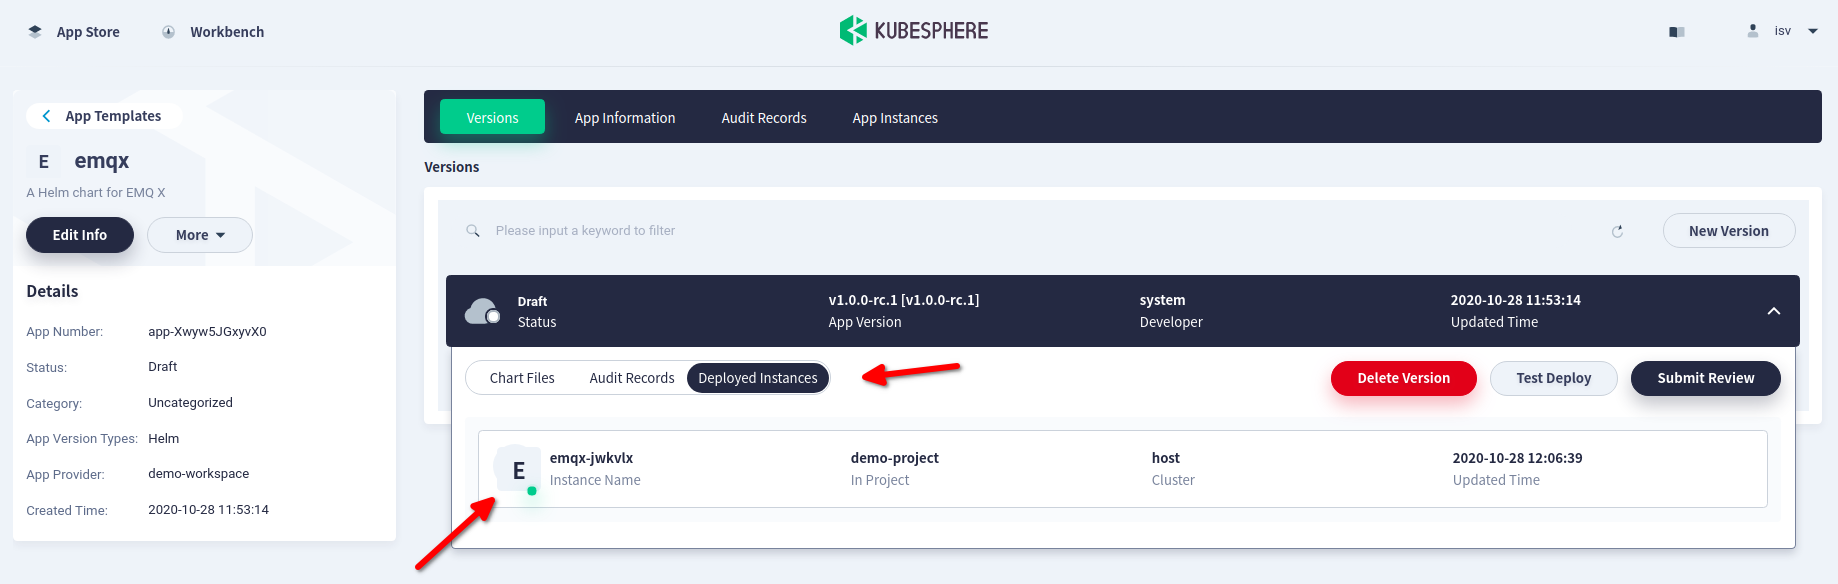 App Store
Workbench
KUBESPHERE
isv
App Templates
E
emqx
A Helm chart for EMQ X
Edit Info
More
Details
App Number: app-Xwyw5JGxyvX0
Status: Draft
Category: Uncategorized
App Version Types: Helm
App Provider: demo-workspace
Created Time: 2020-10-28 11:53:14
Versions
App Information
Audit Records
App Instances
Versions
Please input a keyword to filter
New Version
Draft
Status
v1.0.0-rc.1 [v1.0.0-rc.1]
App Version
system
Developer
2020-10-28 11:53:14
Updated Time
Chart Files
Audit Records
Deployed Instances
Delete Version
Test Deploy
Submit Review
E
emqx-jwkvlx
Instance Name
demo-project
In Project
host
Cluster
2020-10-28 12:06:39
Updated Time